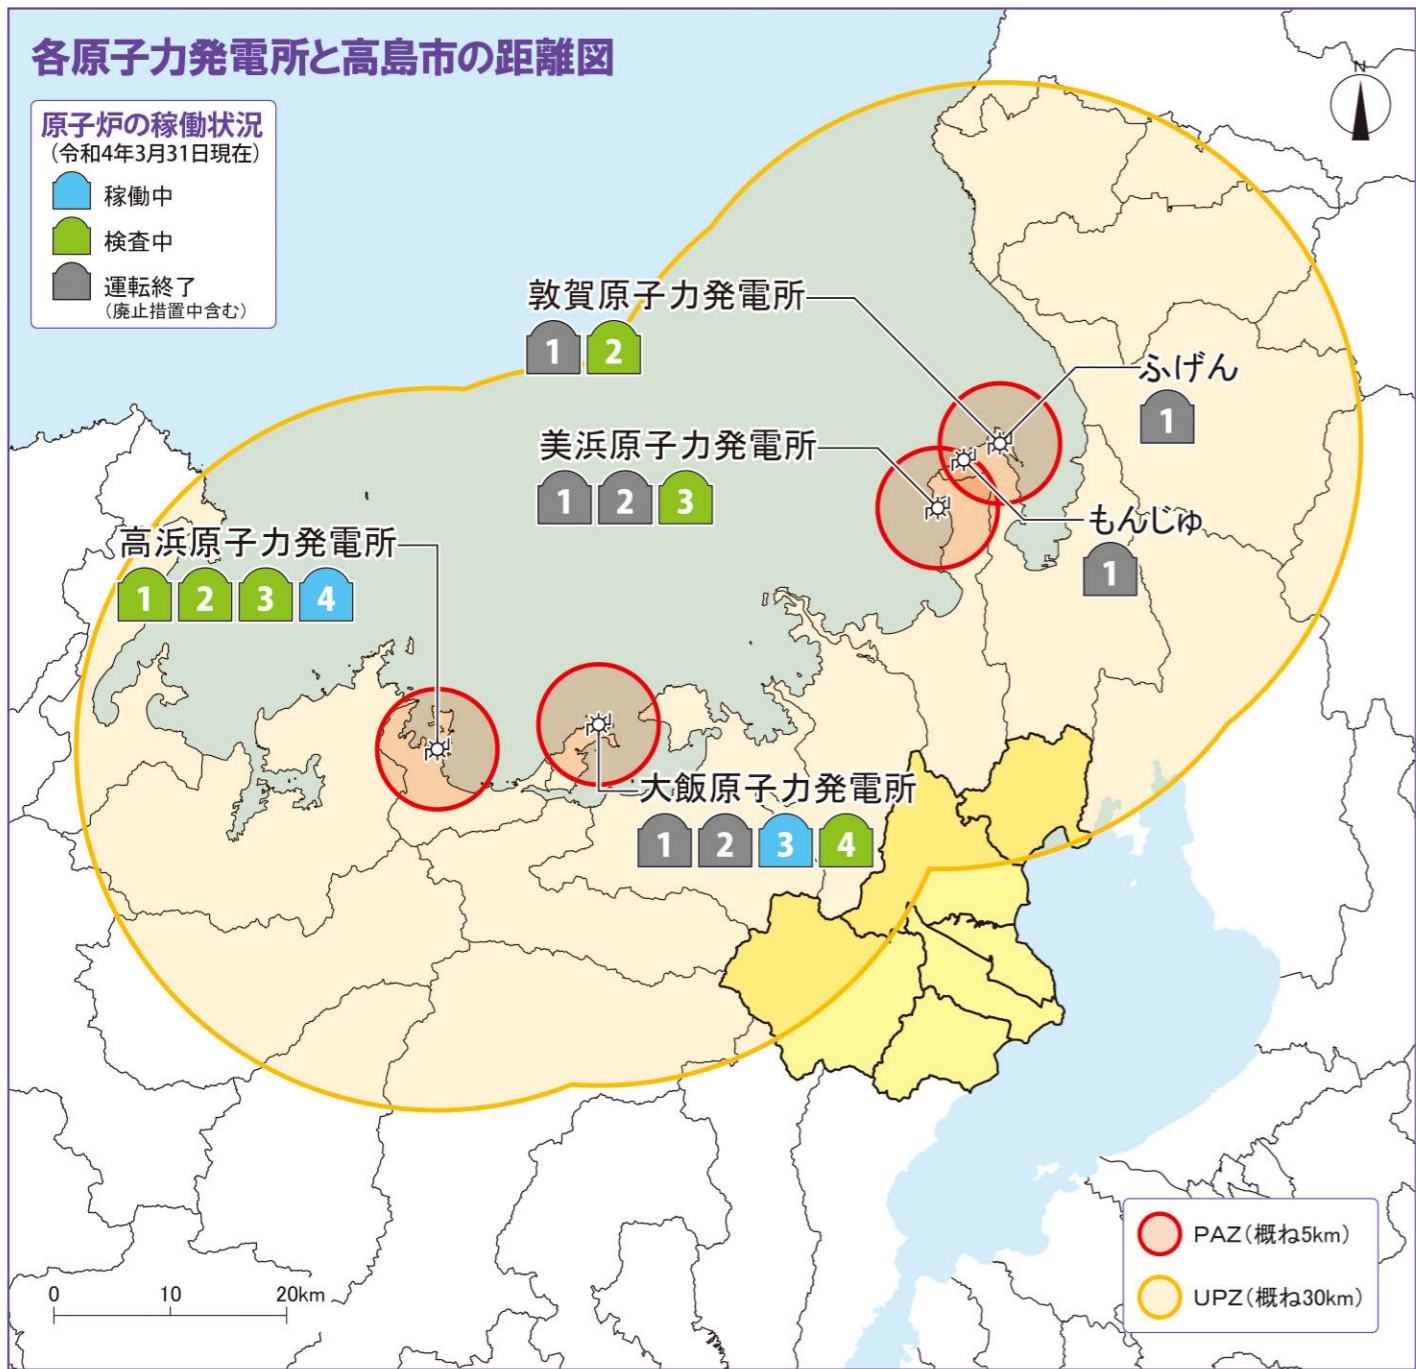 各原子力発電所と高島市の距離図
N
原子炉の稼働状況
(令和4年3月31日現在)
稼働中
検査中
運転終了
(廃止措置中含む)
敦賀原子力発電所
1 2
ふげん
1
美浜原子力発電所
1 2 3
もんじゅ
1
高浜原子力発電所
1 2 3 4
大飯原子力発電所
1 2 3 4
PAZ(概ね5km)
UPZ(概ね30km)
0 10 20km